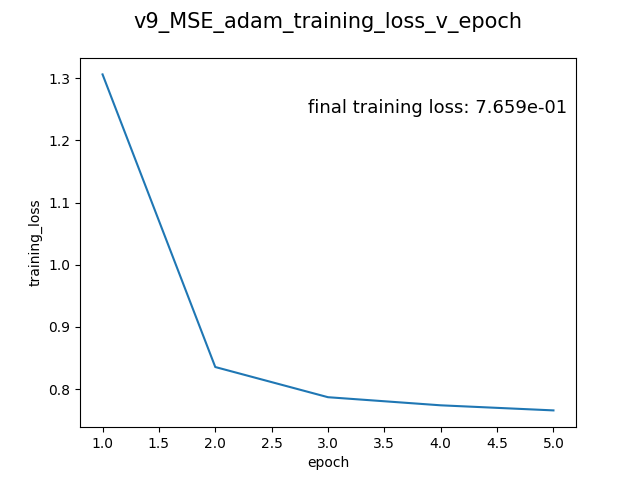 v9_MSE_adam_training_loss_v_epoch
final training loss: 7.659e-01
training_loss
1.3
1.2
1.1
1.0
0.9
0.8
1.0 1.5 2.0 2.5 3.0 3.5 4.0 4.5 5.0
epoch